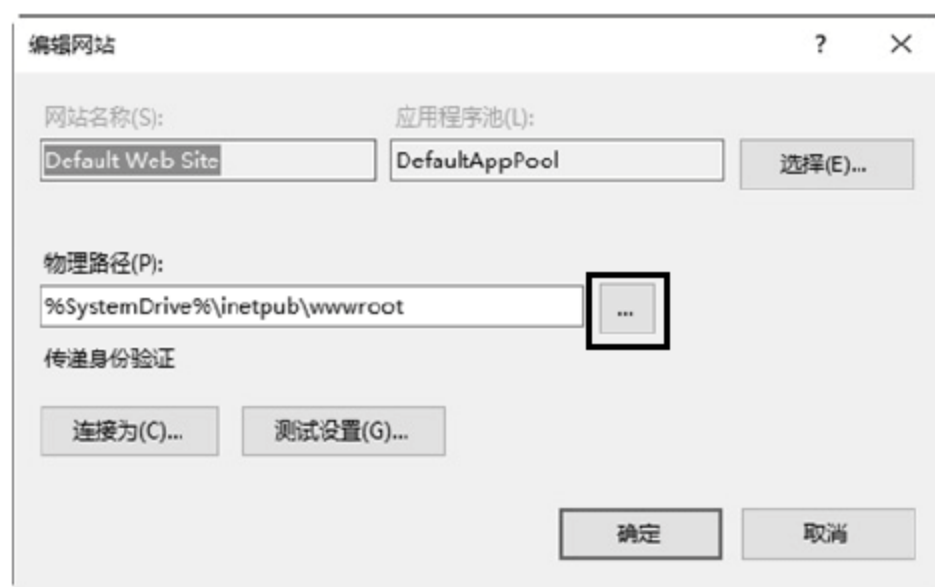 编辑网站 ?
网站名称(S): 应用程序池(L):
Default Web Site DefaultAppPool 选择(E)...
物理路径(P):
%SystemDrive%\inetpub\wwwroot ...
传递身份验证
连接为(C)... 测试设置(G)...
确定 取消